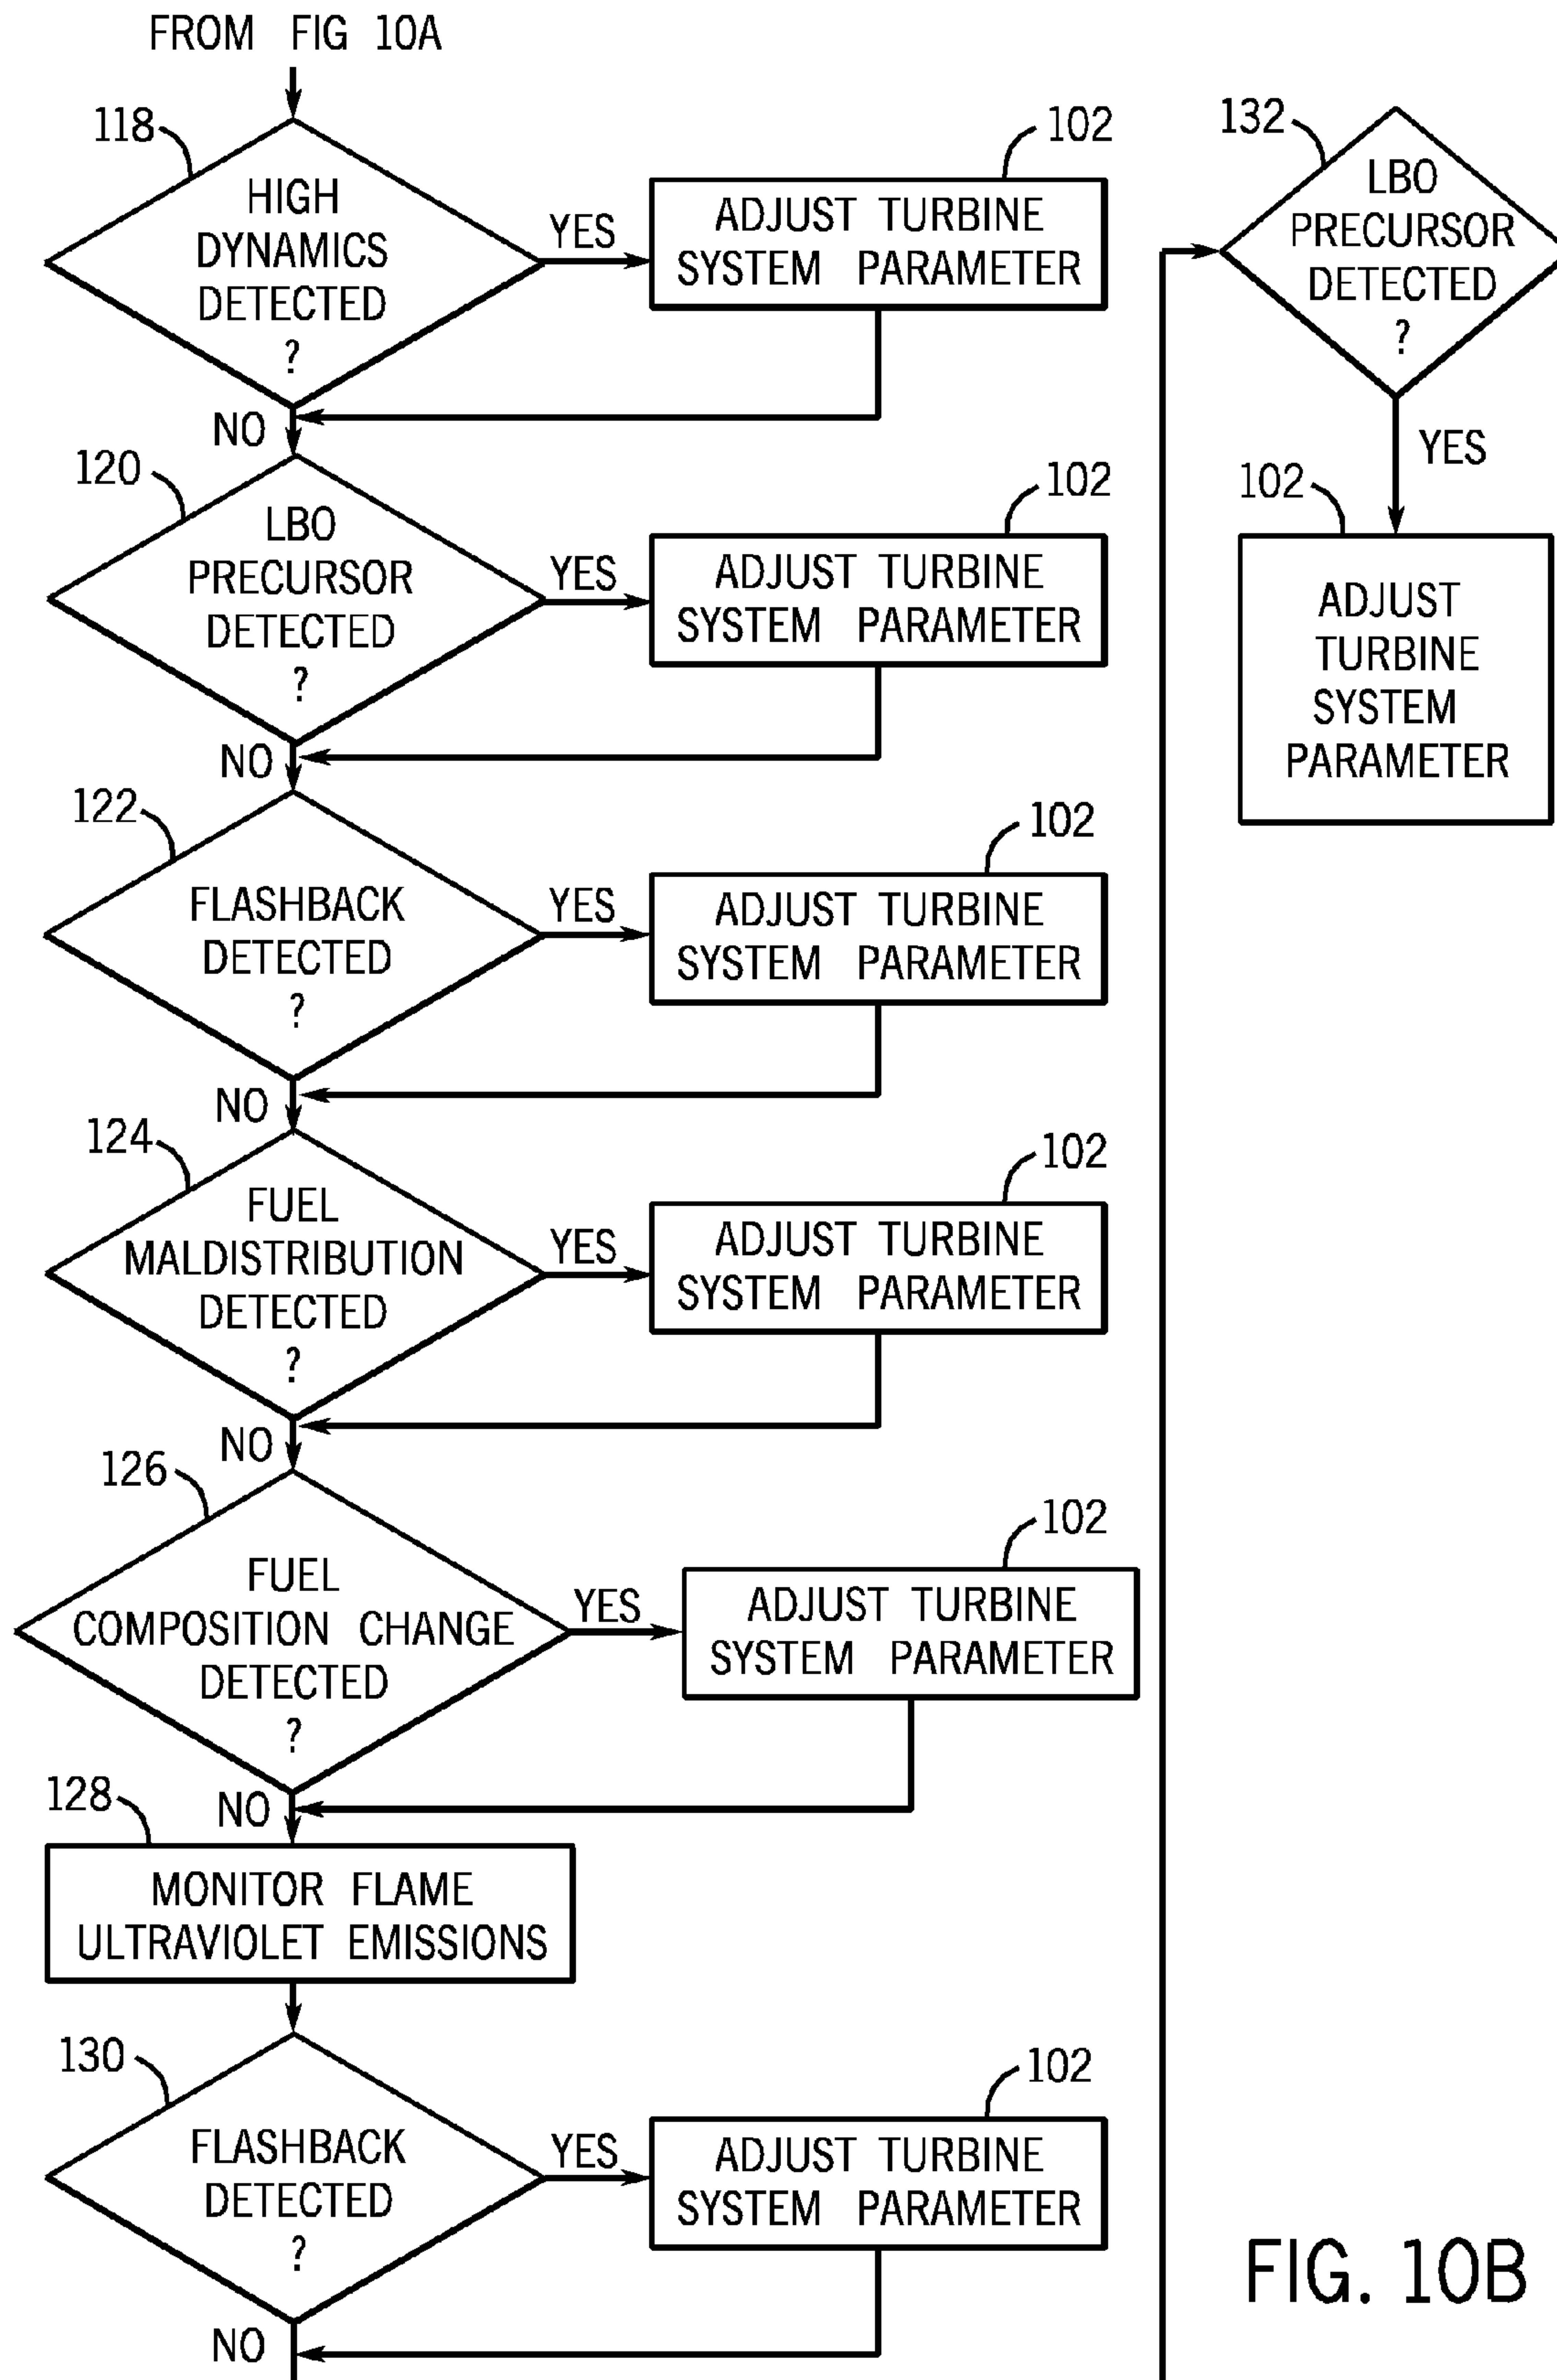 FROM FIG 10A
118
HIGH
DYNAMICS
DETECTED
?
YES
102
ADJUST TURBINE
SYSTEM PARAMETER
NO
120
LBO
PRECURSOR
DETECTED
?
YES
102
ADJUST TURBINE
SYSTEM PARAMETER
NO
122
FLASHBACK
DETECTED
?
YES
102
ADJUST TURBINE
SYSTEM PARAMETER
NO
124
FUEL
MALDISTRIBUTION
DETECTED
?
YES
102
ADJUST TURBINE
SYSTEM PARAMETER
NO
126
FUEL
COMPOSITION CHANGE
DETECTED
?
YES
102
ADJUST TURBINE
SYSTEM PARAMETER
NO
128
MONITOR FLAME
ULTRAVIOLET EMISSIONS
130
FLASHBACK
DETECTED
?
YES
102
ADJUST TURBINE
SYSTEM PARAMETER
NO
132
LBO
PRECURSOR
DETECTED
?
YES
102
ADJUST
TURBINE
SYSTEM
PARAMETER
FIG. 10B